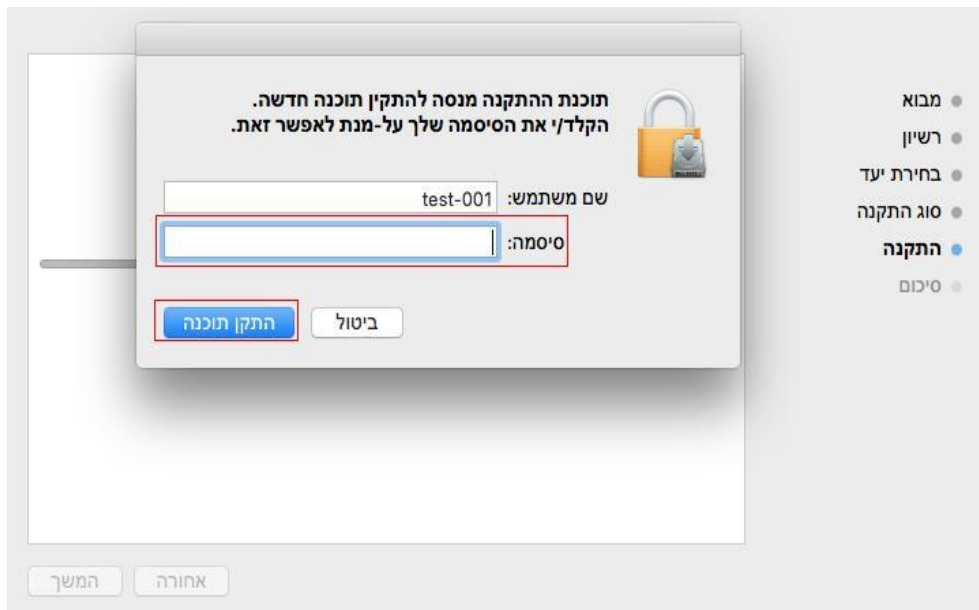 תוכנת ההתקנה מנסה להתקין תוכנה חדשה.
הקלד/י את הסיסמה שלך על-מנת לאפשר זאת.
שם משתמש: test-001
סיסמה:
ביטול
התקן תוכנה
מבוא
רשיון
בחירת יעד
סוג התקנה
התקנה
סיכום
אחורה
המשך